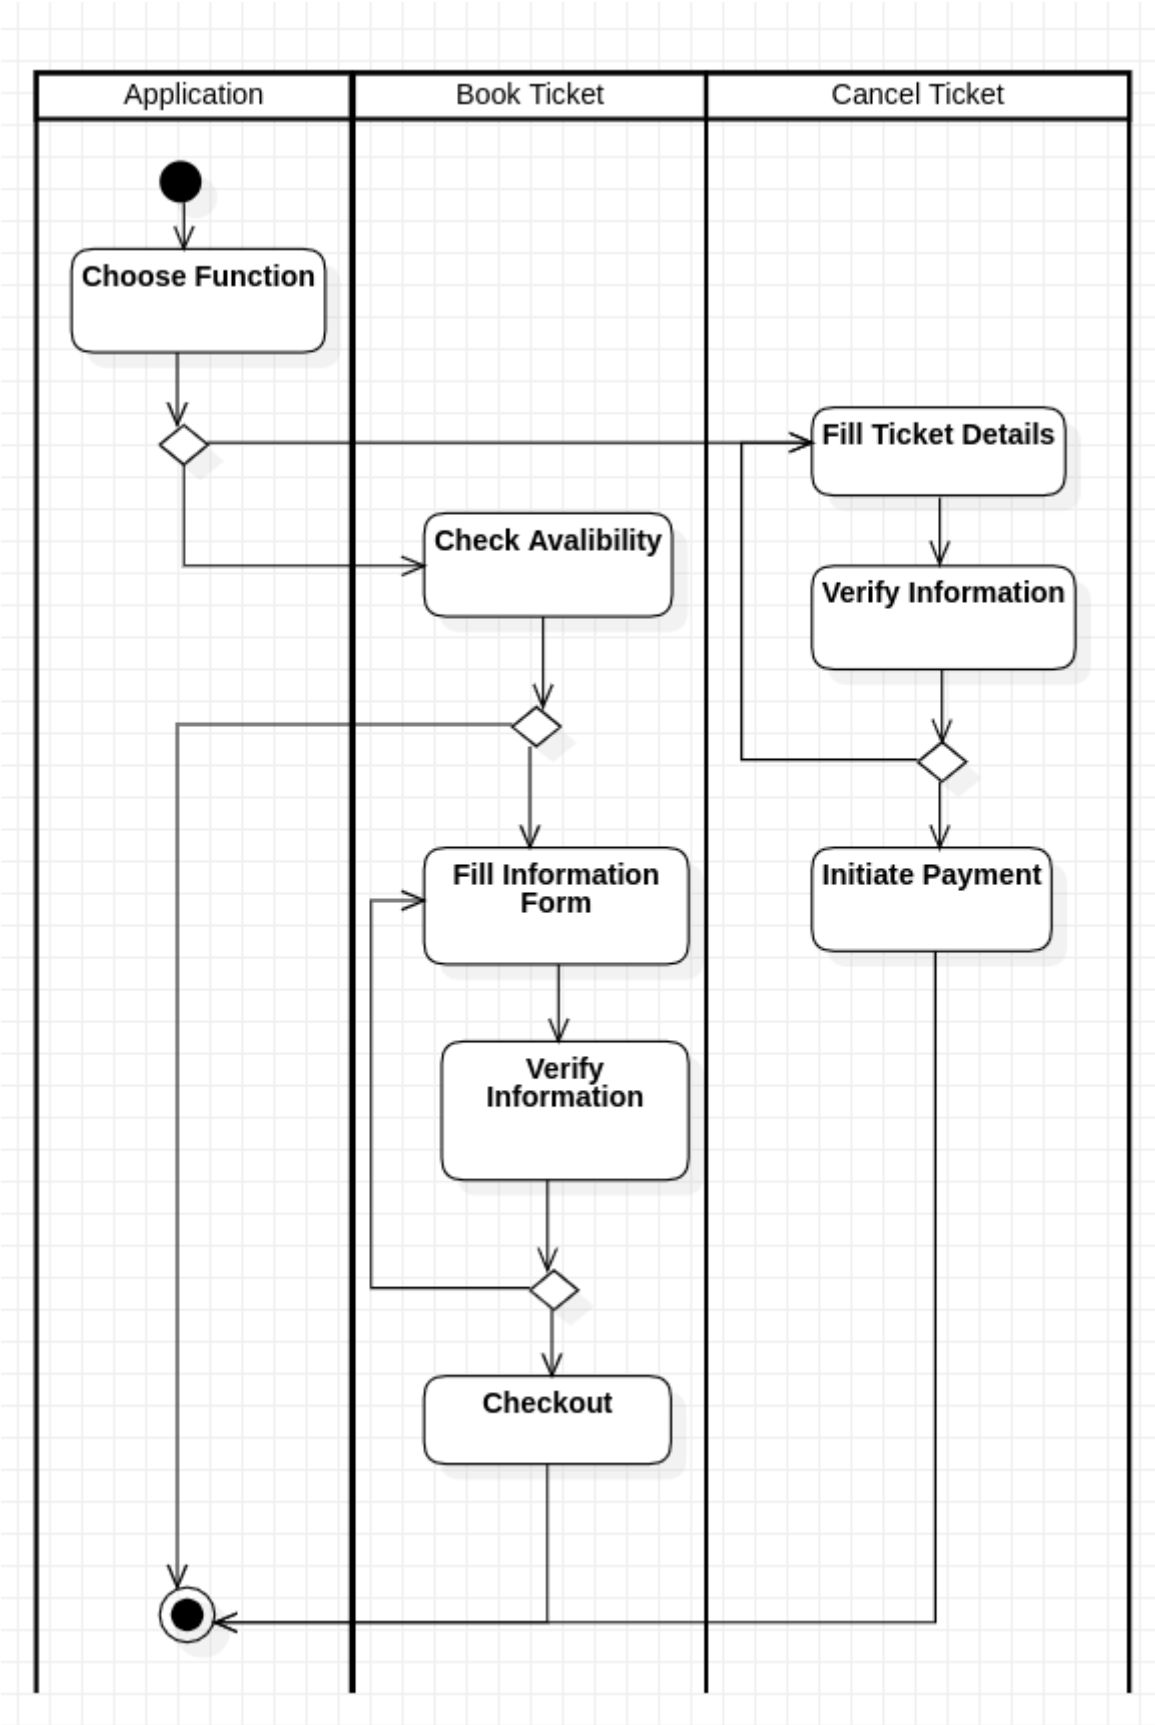 Application
Book Ticket
Cancel Ticket
Choose Function
Fill Ticket Details
Check Avalibility
Verify Information
Fill Information
Form
Initiate Payment
Verify
Information
Checkout